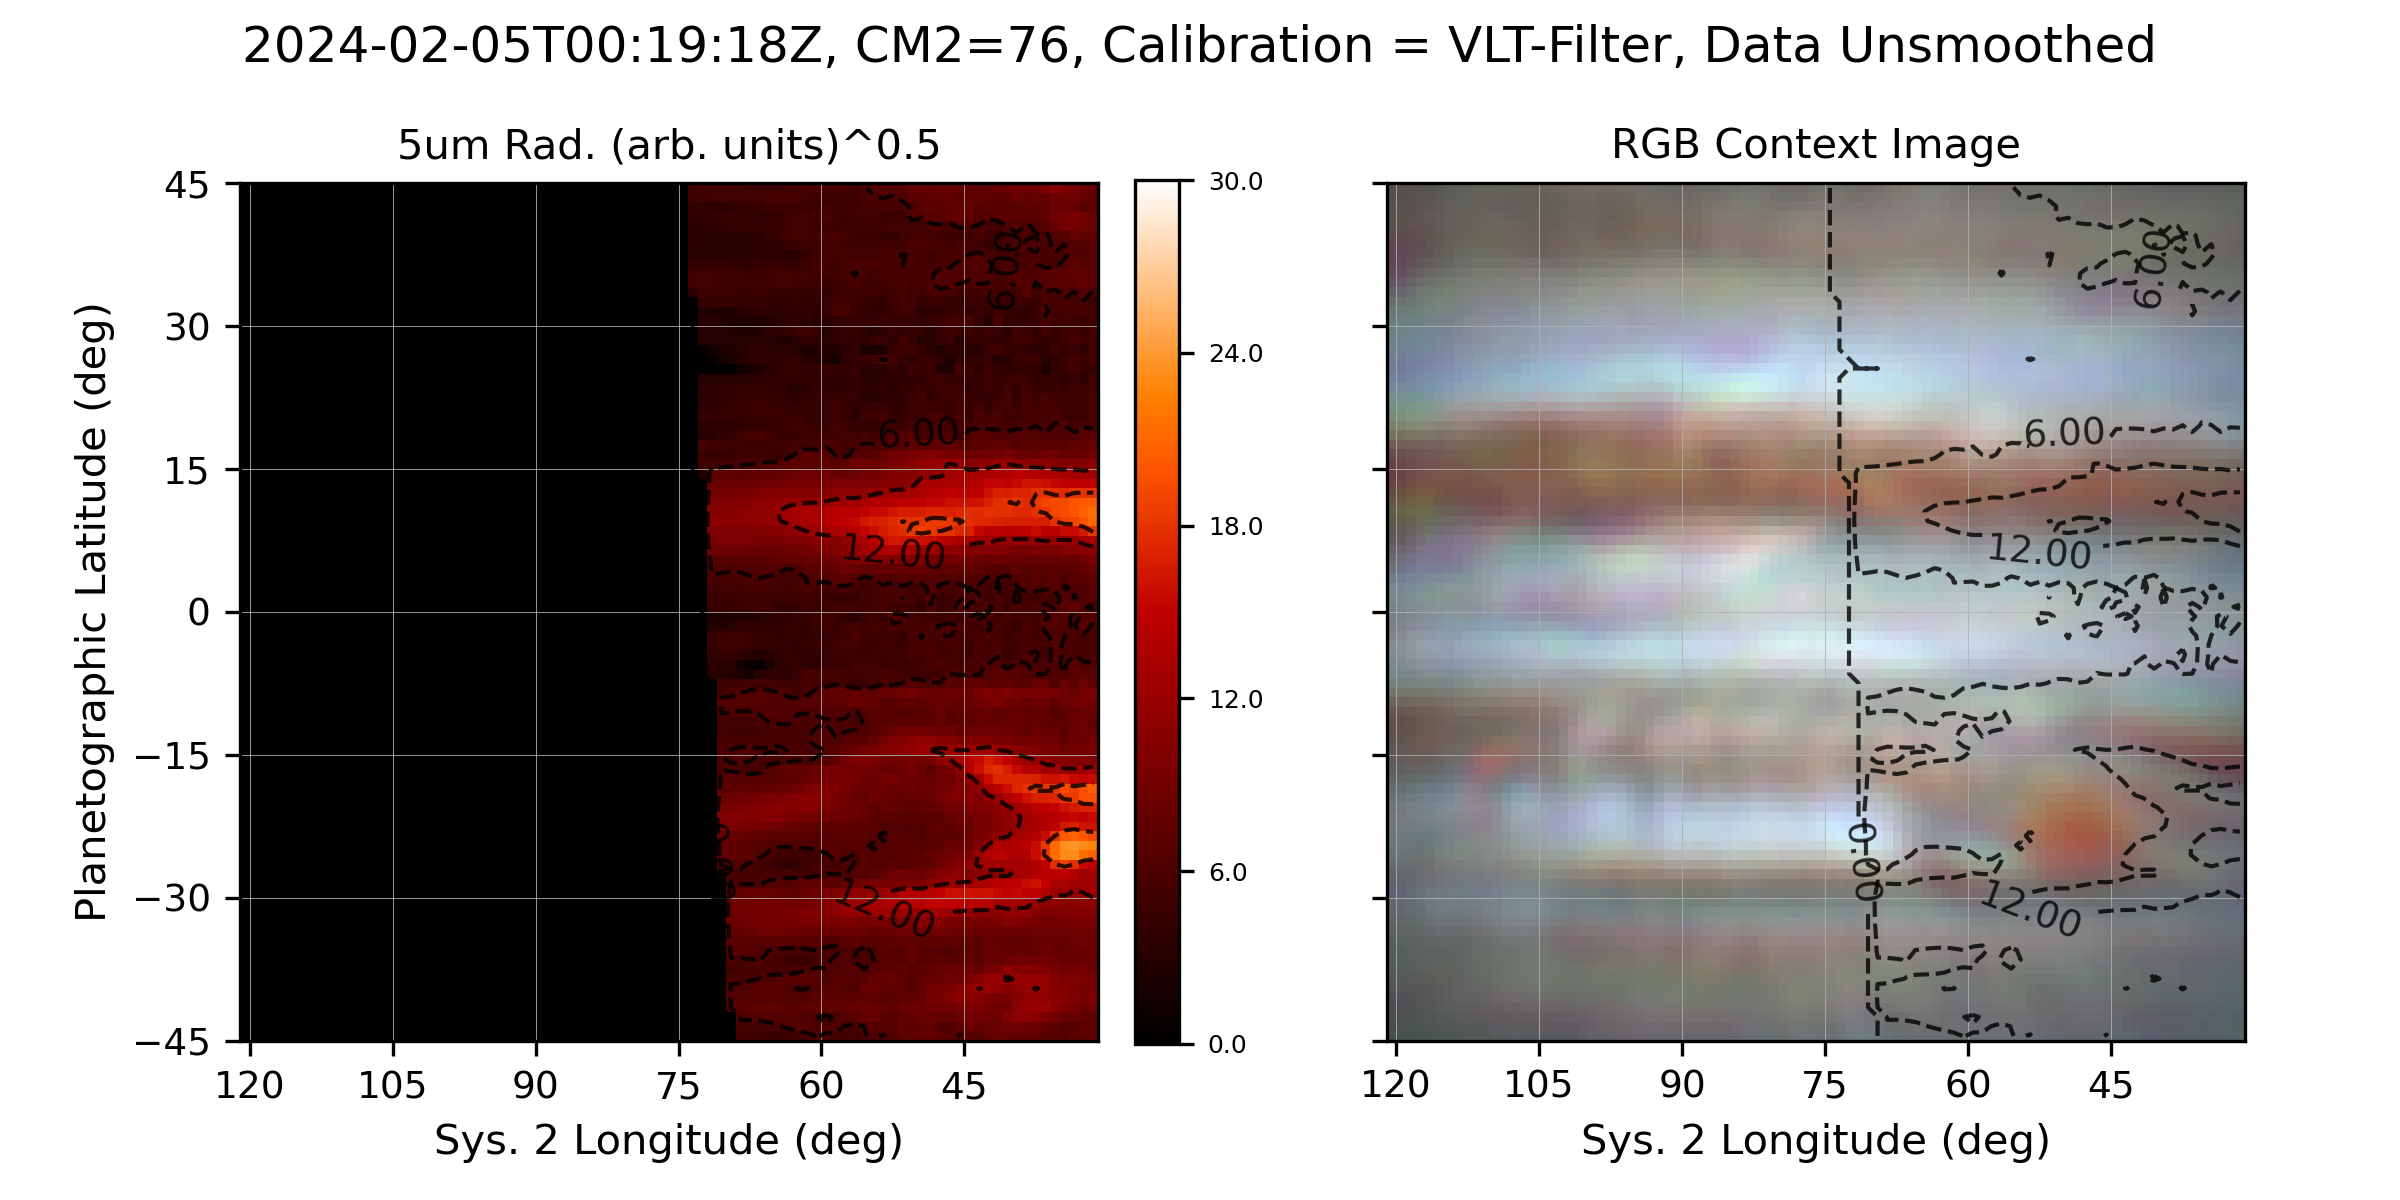 2024-02-05T00:19:18Z, CM2=76, Calibration = VLT-Filter, Data Unsmoothed
5um Rad. (arb. units)^0.5
RGB Context Image
Planetographic Latitude (deg)
45
30
15
0
−15
−30
−45
120 105 90 75 60 45
Sys. 2 Longitude (deg)
6.00
6.00
12.00
12.00
30.0
24.0
18.0
12.0
6.0
0.0
6.00
6.00
12.00
0.00
12.00
120 105 90 75 60 45
Sys. 2 Longitude (deg)